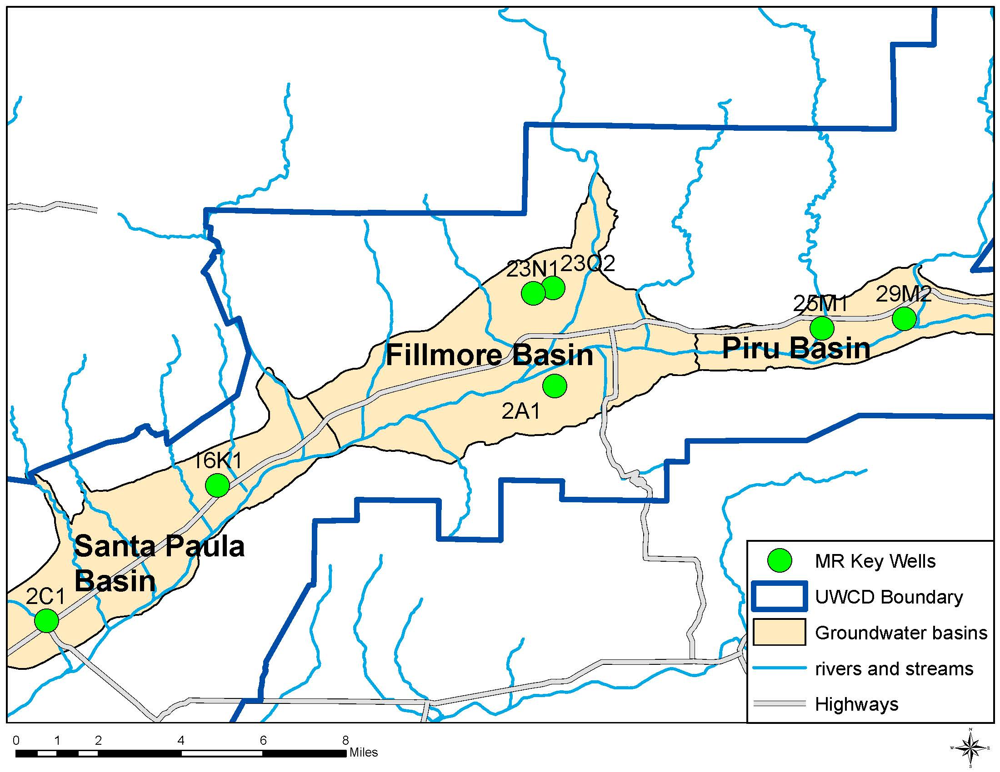 23N1
23Q2
25M1
29M2
Fillmore Basin
Piru Basin
2A1
16K1
Santa Paula
Basin
2C1
MR Key Wells
UWCD Boundary
Groundwater basins
rivers and streams
Highways
0 1 2 4 6 8
Miles
N
W E
S